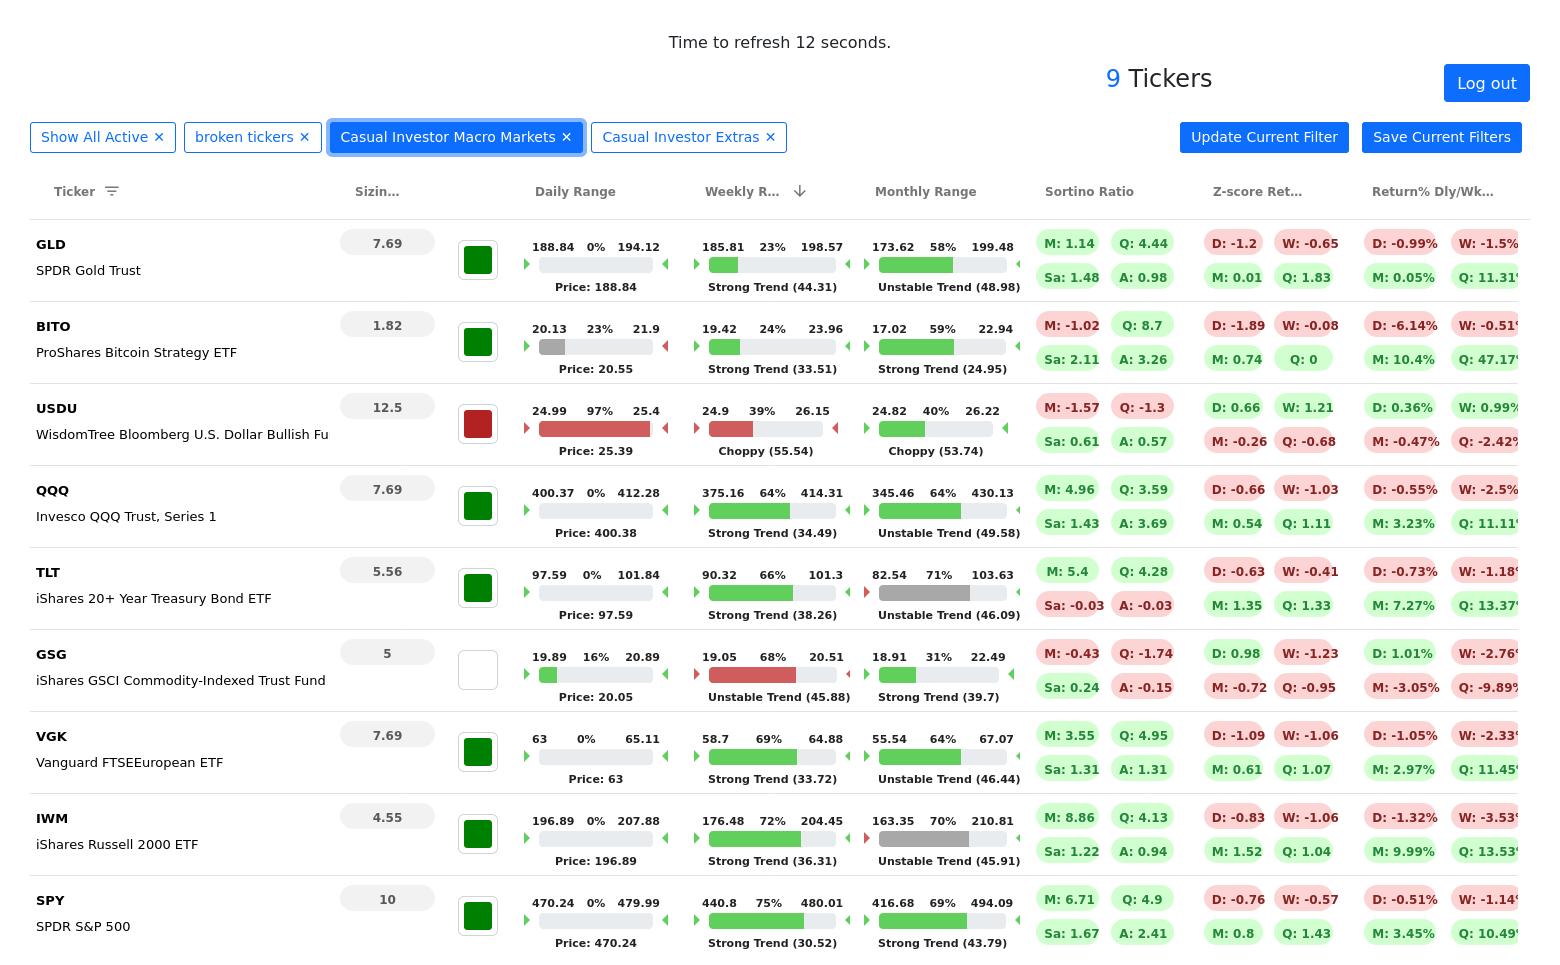 Time to refresh 12 seconds.
9 Tickers
Log out
Show All Active ✕ broken tickers ✕ Casual Investor Macro Markets ✕ Casual Investor Extras ✕ Update Current Filter Save Current Filters
Ticker Sizin... Daily Range Weekly R... Monthly Range Sortino Ratio Z-score Ret... Return% Dly/Wk...
GLD 7.69 188.84 0% 194.12 185.81 23% 198.57 173.62 58% 199.48 M: 1.14 Q: 4.44 D: -1.2 W: -0.65 D: -0.99% W: -1.5%
SPDR Gold Trust Sa: 1.48 A: 0.98 M: 0.01 Q: 1.83 M: 0.05% Q: 11.31%
Price: 188.84 Strong Trend (44.31) Unstable Trend (48.98)
BITO 1.82 20.13 23% 21.9 19.42 24% 23.96 17.02 59% 22.94 M: -1.02 Q: 8.7 D: -1.89 W: -0.08 D: -6.14% W: -0.51%
ProShares Bitcoin Strategy ETF Sa: 2.11 A: 3.26 M: 0.74 Q: 0 M: 10.4% Q: 47.17%
Price: 20.55 Strong Trend (33.51) Strong Trend (24.95)
USDU 12.5 24.99 97% 25.4 24.9 39% 26.15 24.82 40% 26.22 M: -1.57 Q: -1.3 D: 0.66 W: 1.21 D: 0.36% W: 0.99%
WisdomTree Bloomberg U.S. Dollar Bullish Fu Sa: 0.61 A: 0.57 M: -0.26 Q: -0.68 M: -0.47% Q: -2.42%
Price: 25.39 Choppy (55.54) Choppy (53.74)
QQQ 7.69 400.37 0% 412.28 375.16 64% 414.31 345.46 64% 430.13 M: 4.96 Q: 3.59 D: -0.66 W: -1.03 D: -0.55% W: -2.5%
Invesco QQQ Trust, Series 1 Sa: 1.43 A: 3.69 M: 0.54 Q: 1.11 M: 3.23% Q: 11.11%
Price: 400.38 Strong Trend (34.49) Unstable Trend (49.58)
TLT 5.56 97.59 0% 101.84 90.32 66% 101.3 82.54 71% 103.63 M: 5.4 Q: 4.28 D: -0.63 W: -0.41 D: -0.73% W: -1.18%
iShares 20+ Year Treasury Bond ETF Sa: -0.03 A: -0.03 M: 1.35 Q: 1.33 M: 7.27% Q: 13.37%
Price: 97.59 Strong Trend (38.26) Unstable Trend (46.09)
GSG 5 19.89 16% 20.89 19.05 68% 20.51 18.91 31% 22.49 M: -0.43 Q: -1.74 D: 0.98 W: -1.23 D: 1.01% W: -2.76%
iShares GSCI Commodity-Indexed Trust Fund Sa: 0.24 A: -0.15 M: -0.72 Q: -0.95 M: -3.05% Q: -9.89%
Price: 20.05 Unstable Trend (45.88) Strong Trend (39.7)
VGK 7.69 63 0% 65.11 58.7 69% 64.88 55.54 64% 67.07 M: 3.55 Q: 4.95 D: -1.09 W: -1.06 D: -1.05% W: -2.33%
Vanguard FTSEEuropean ETF Sa: 1.31 A: 1.31 M: 0.61 Q: 1.07 M: 2.97% Q: 11.45%
Price: 63 Strong Trend (33.72) Unstable Trend (46.44)
IWM 4.55 196.89 0% 207.88 176.48 72% 204.45 163.35 70% 210.81 M: 8.86 Q: 4.13 D: -0.83 W: -1.06 D: -1.32% W: -3.53%
iShares Russell 2000 ETF Sa: 1.22 A: 0.94 M: 1.52 Q: 1.04 M: 9.99% Q: 13.53%
Price: 196.89 Strong Trend (36.31) Unstable Trend (45.91)
SPY 10 470.24 0% 479.99 440.8 75% 480.01 416.68 69% 494.09 M: 6.71 Q: 4.9 D: -0.76 W: -0.57 D: -0.51% W: -1.14%
SPDR S&P 500 Sa: 1.67 A: 2.41 M: 0.8 Q: 1.43 M: 3.45% Q: 10.49%
Price: 470.24 Strong Trend (30.52) Strong Trend (43.79)